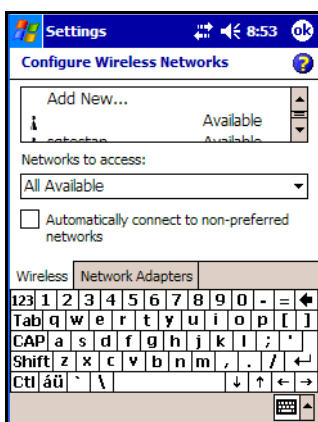 Settings 8:53 ok
Configure Wireless Networks ?
Add New...
Available
Networks to access:
All Available
Automatically connect to non-preferred
networks
Wireless Network Adapters
123 1 2 3 4 5 6 7 8 9 0 - =
Tab q w e r t y u i o p [ ]
CAP a s d f g h j k l ; '
Shift z x c v b n m , . /
Ctl áü ` \ ↓ ↑ ← →